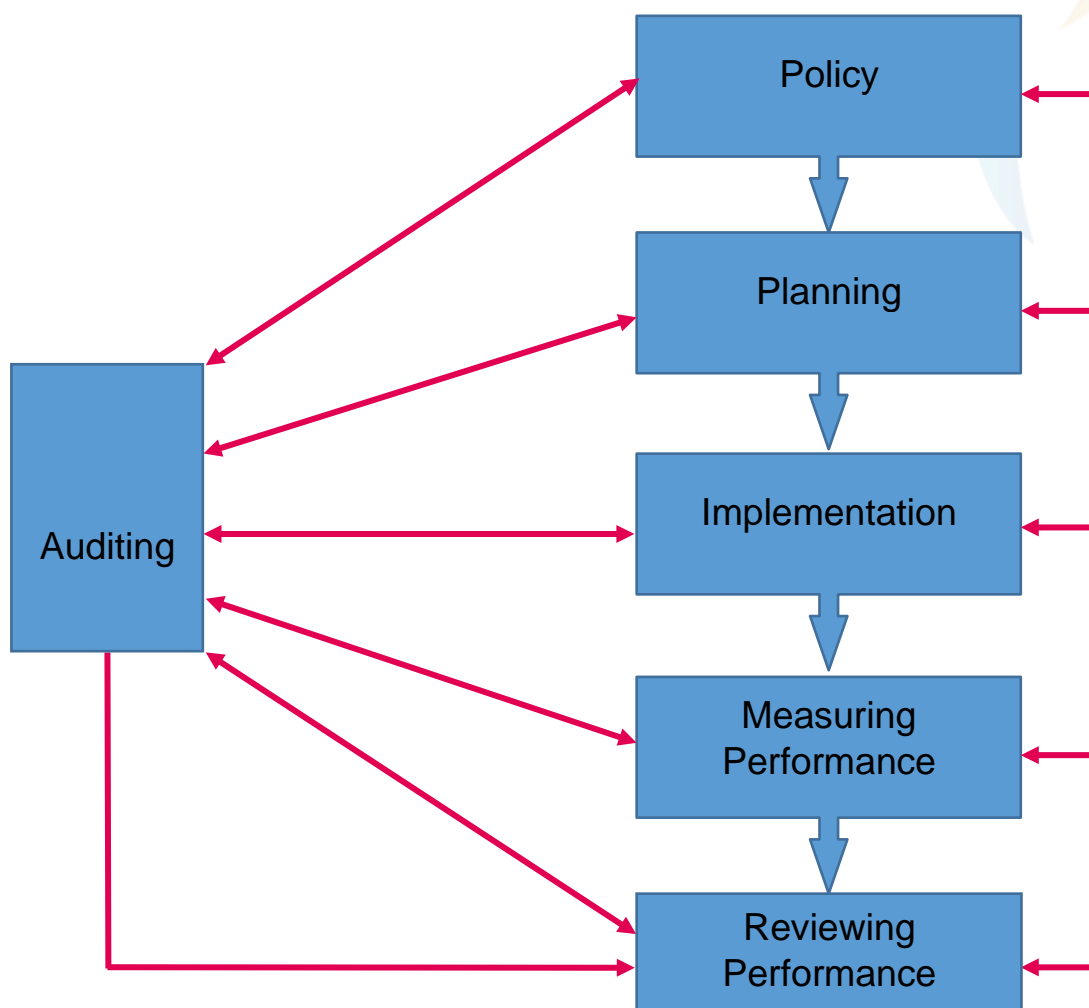 Policy
Planning
Implementation
Auditing
Measuring
Performance
Reviewing
Performance